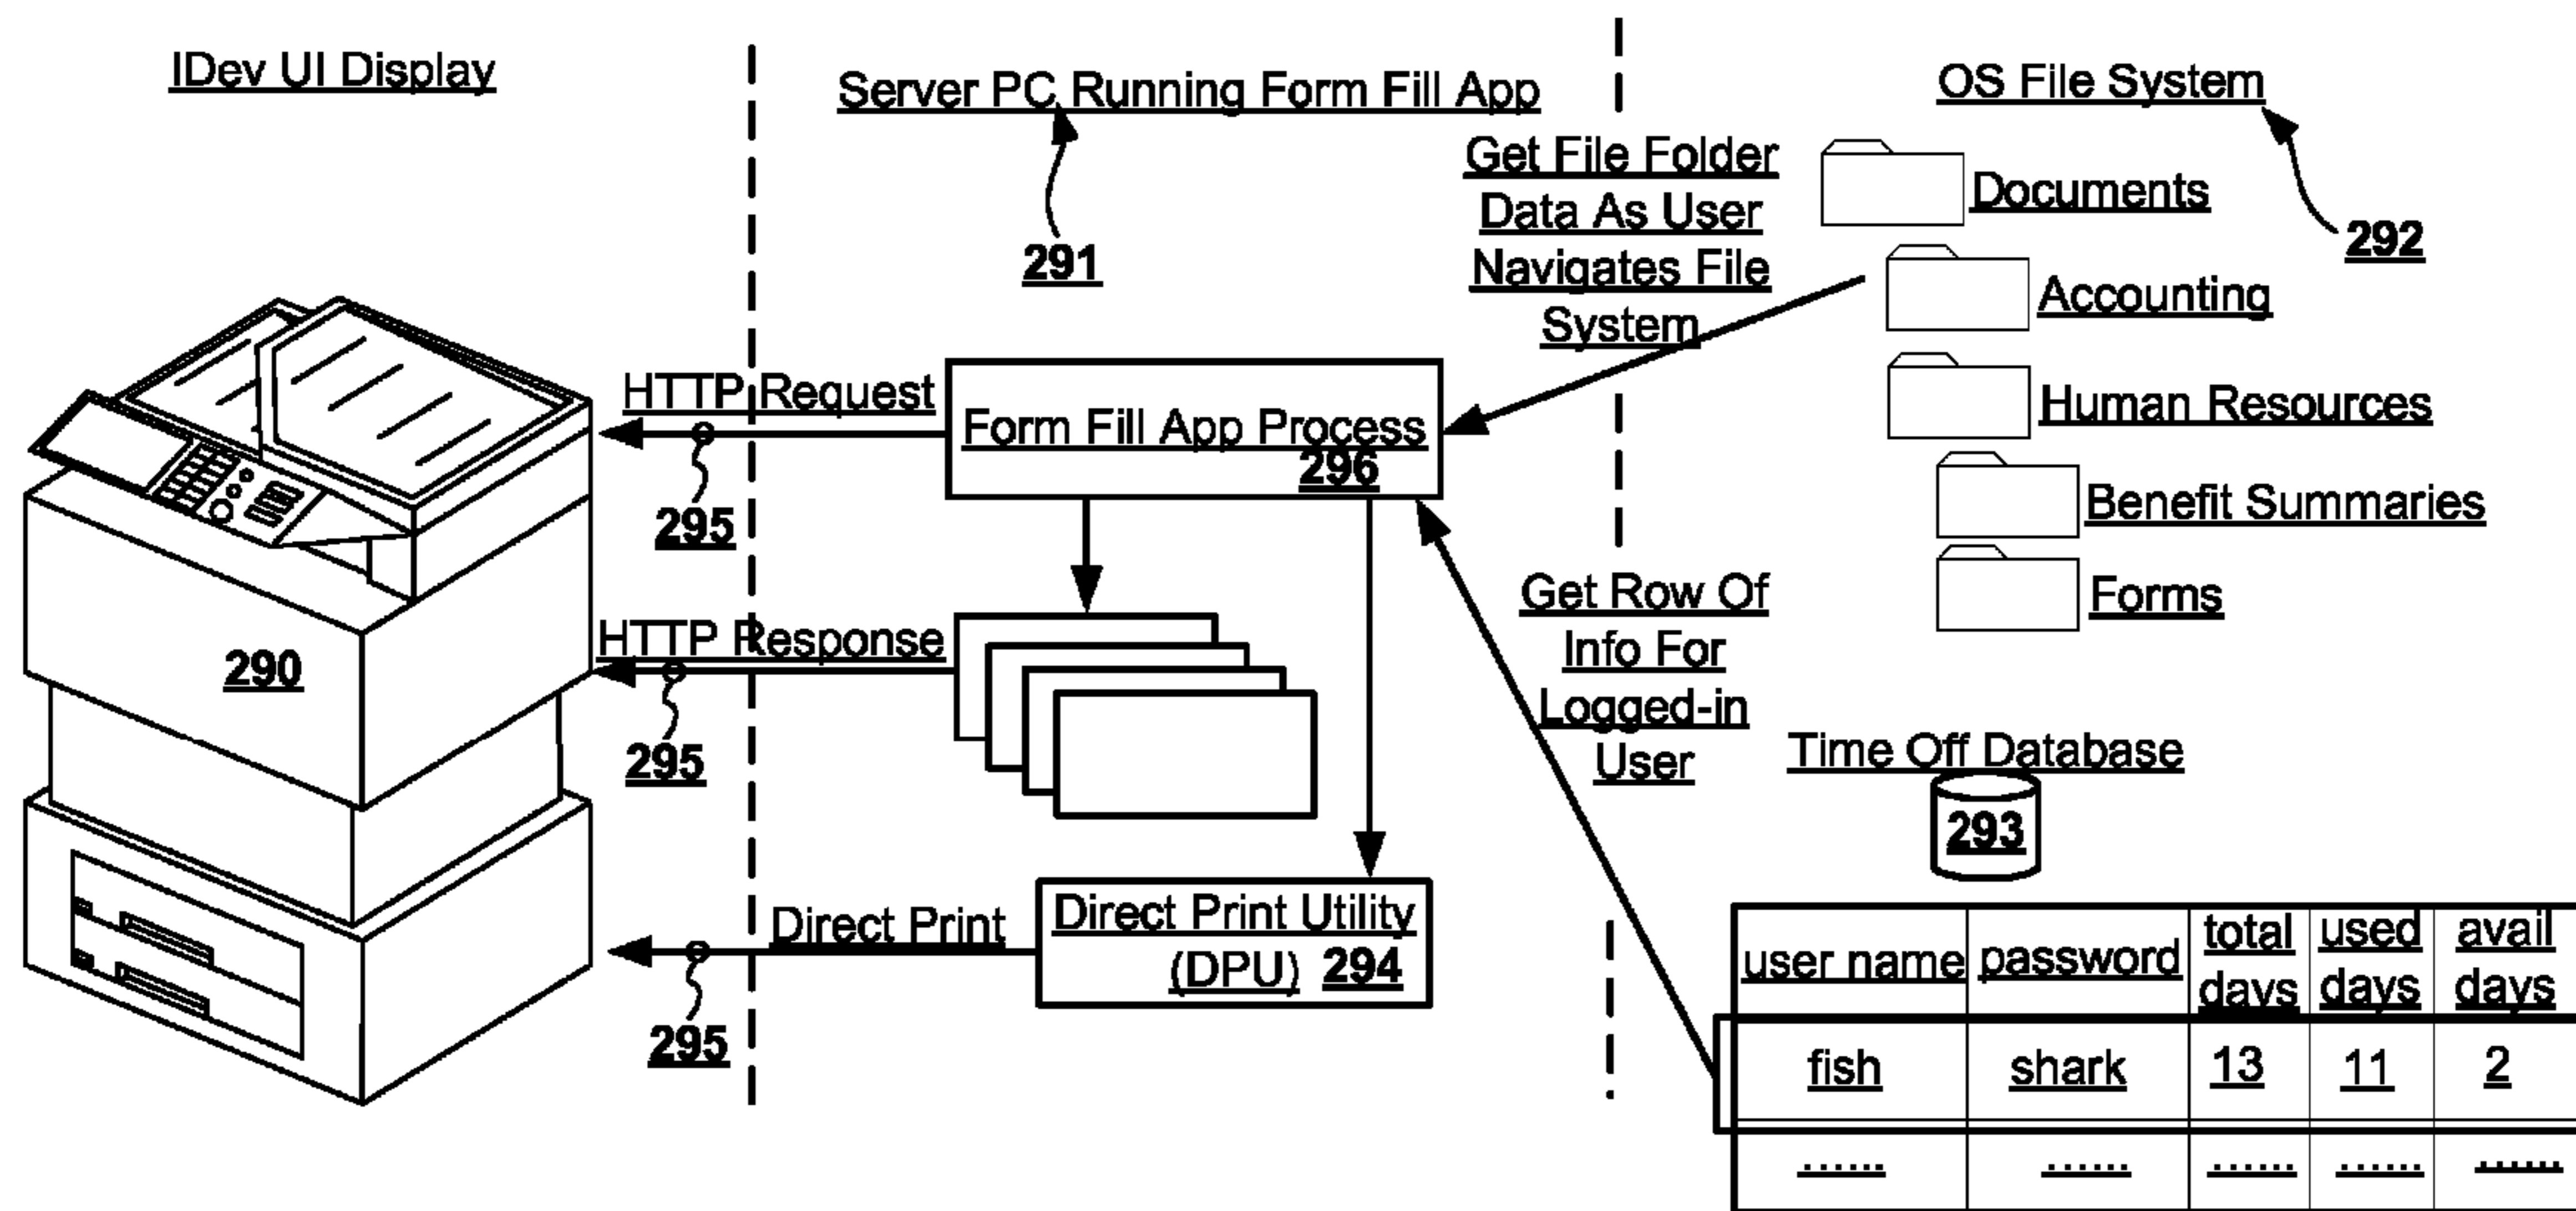 IDev UI Display
Server PC Running Form Fill App
291
OS File System
292
Get File Folder
Data As User
Navigates File
System
Documents
Accounting
Human Resources
Benefit Summaries
Forms
HTTP Request
295
Form Fill App Process
296
290
HTTP Response
295
Get Row Of
Info For
Logged-in
User
Time Off Database
293
Direct Print
295
Direct Print Utility
(DPU) 294
user name password total days used days avail days
fish shark 13 11 2
...... ...... ...... ...... ......